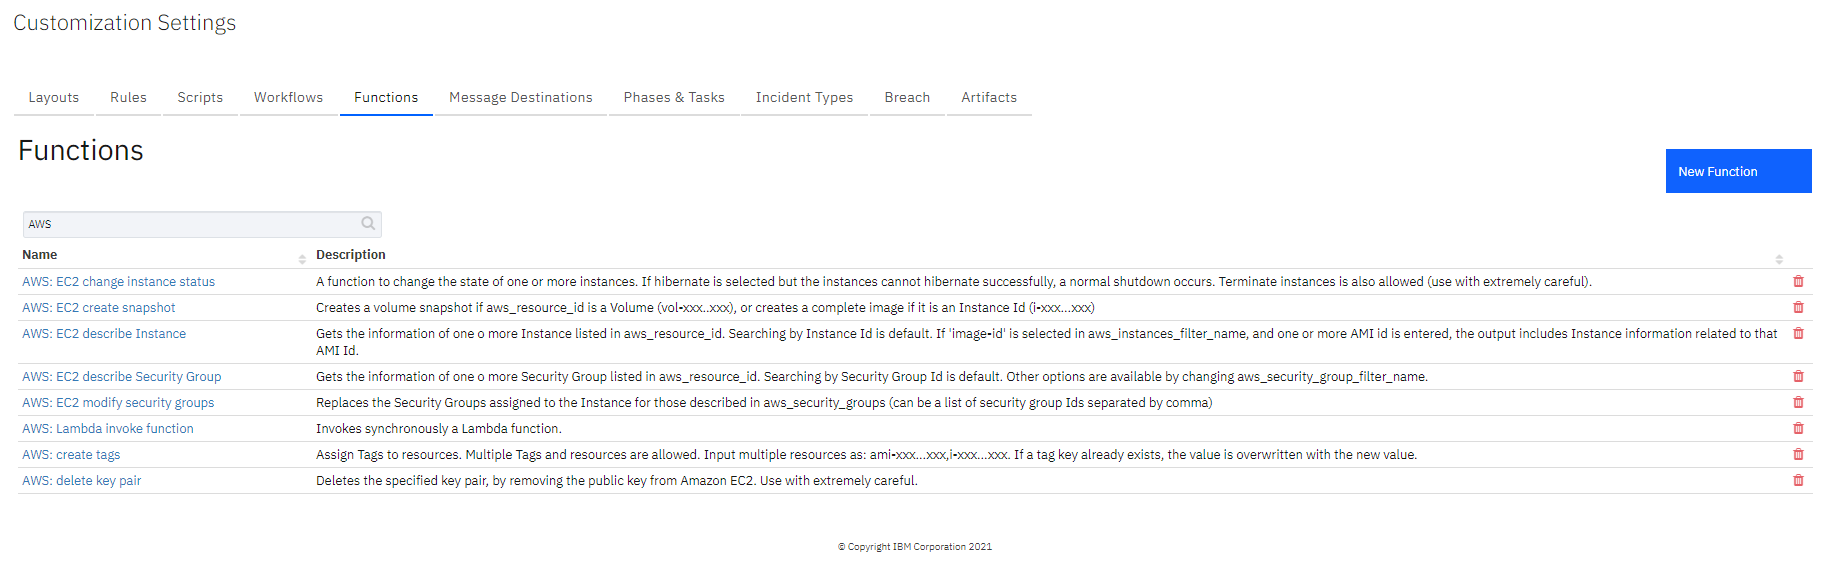 Customization Settings
Layouts Rules Scripts Workflows Functions Message Destinations Phases & Tasks Incident Types Breach Artifacts
Functions
New Function
AWS
Name Description
AWS: EC2 change instance status A function to change the state of one or more instances. If hibernate is selected but the instances cannot hibernate successfully, a normal shutdown occurs. Terminate instances is also allowed (use with extremely careful).
AWS: EC2 create snapshot Creates a volume snapshot if aws_resource_id is a Volume (vol-xxx..xxx), or creates a complete image if it is an Instance Id (i-xxx...xxx)
AWS: EC2 describe Instance Gets the information of one o more Instance listed in aws_resource_id. Searching by Instance Id is default. If 'image-id' is selected in aws_instances_filter_name, and one or more AMI id is entered, the output includes Instance information related to that
AMI Id.
AWS: EC2 describe Security Group Gets the information of one o more Security Group listed in aws_resource_id. Searching by Security Group Id is default. Other options are available by changing aws_security_group_filter_name.
AWS: EC2 modify security groups Replaces the Security Groups assigned to the Instance for those described in aws_security_groups (can be a list of security group Ids separated by comma)
AWS: Lambda invoke function Invokes synchronously a Lambda function.
AWS: create tags Assign Tags to resources. Multiple Tags and resources are allowed. Input multiple resources as: ami-xxx...xxx,i-xxx...xxx. If a tag key already exists, the value is overwritten with the new value.
AWS: delete key pair Deletes the specified key pair, by removing the public key from Amazon EC2. Use with extremely careful.
© Copyright IBM Corporation 2021